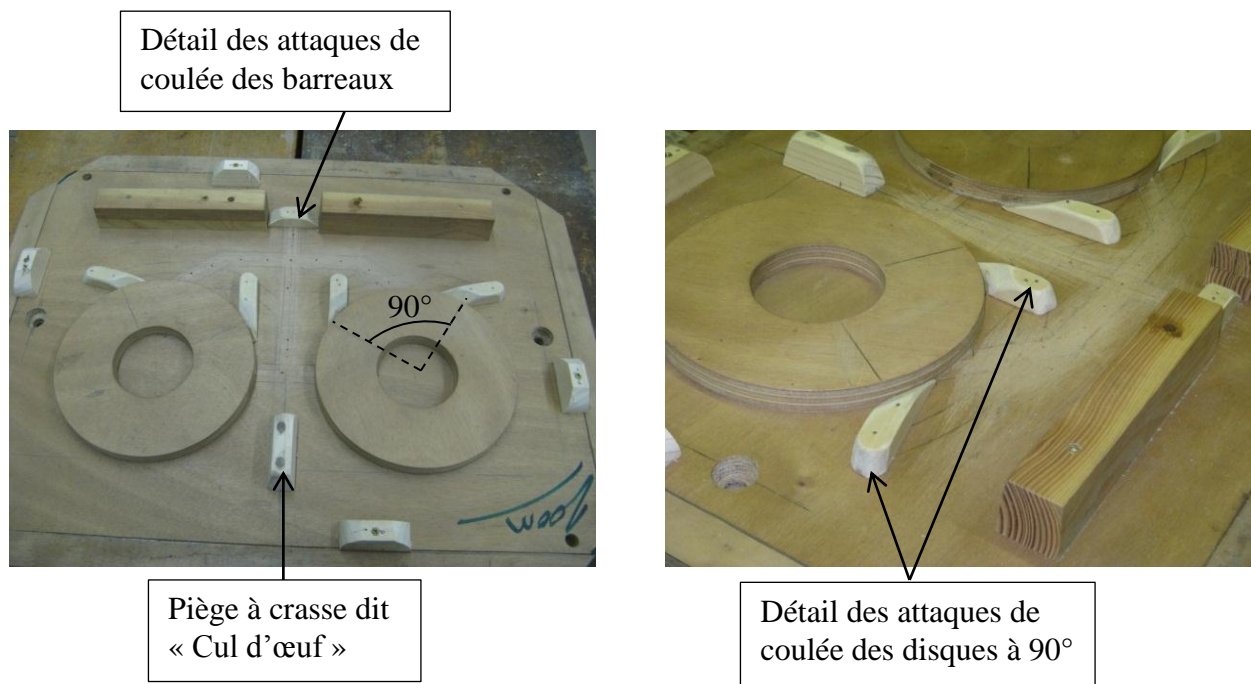 Détail des attaques de
coulée des barreaux
90°
Piège à crasse dit
« Cul d’œuf »
Détail des attaques de
coulée des disques à 90°